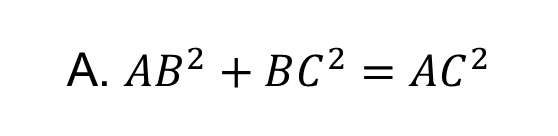 A. AB² + BC² = AC²